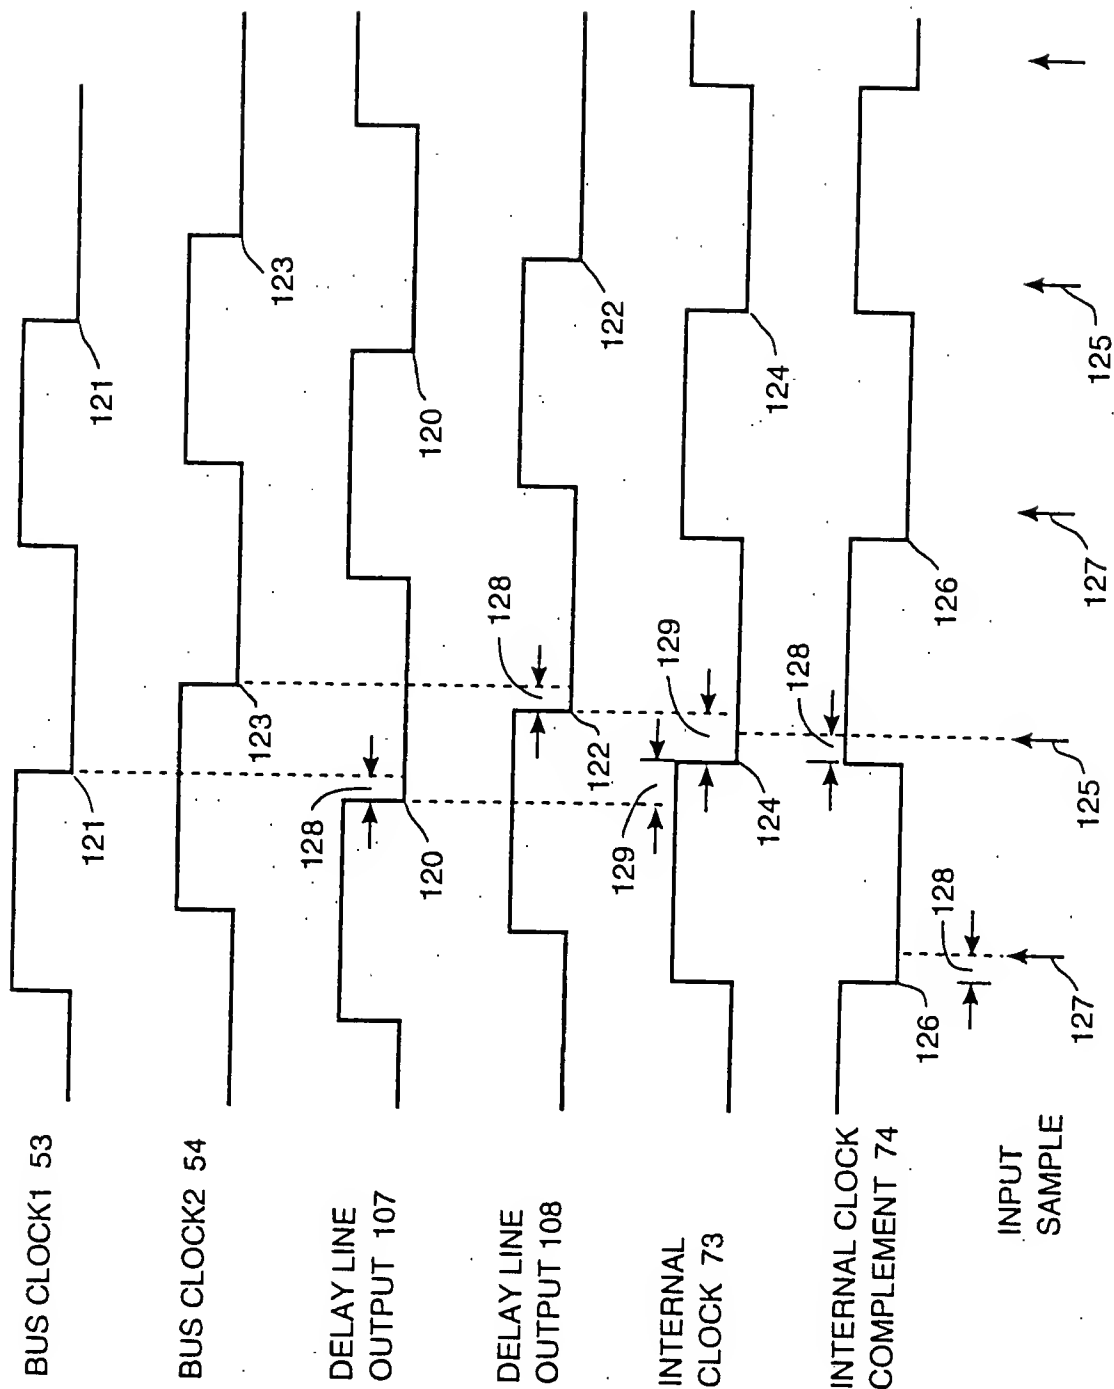 BUS CLOCK1 53
121
121
BUS CLOCK2 54
123
123
DELAY LINE
OUTPUT 107
128
120
120
DELAY LINE
OUTPUT 108
128
122
122
INTERNAL
CLOCK 73
129
129
124
124
INTERNAL CLOCK
COMPLEMENT 74
126
128
126
INPUT
SAMPLE
128
127
125
127
125